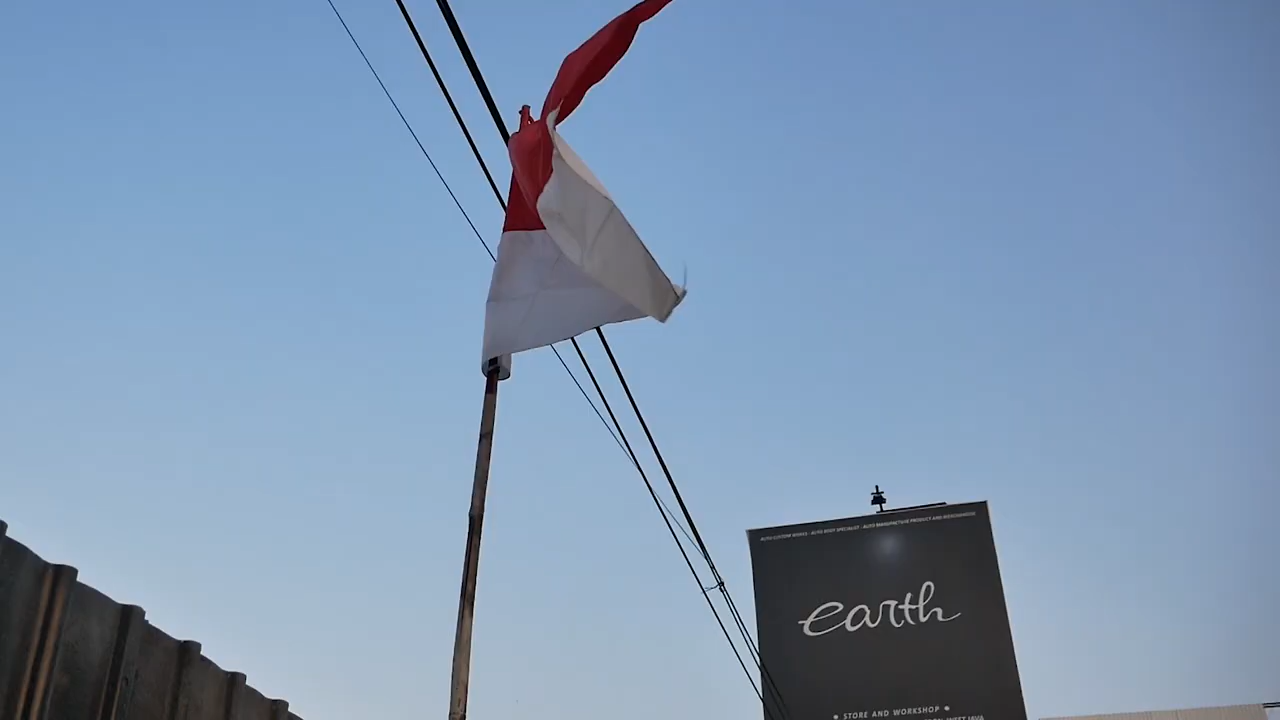 AUTO CUSTOM WORKS - AUTO BODY SPECIALIST - AUTO MANUFACTURE PRODUCT AND MERCHANDISE
earth
• STORE AND WORKSHOP •
WEST JAVA